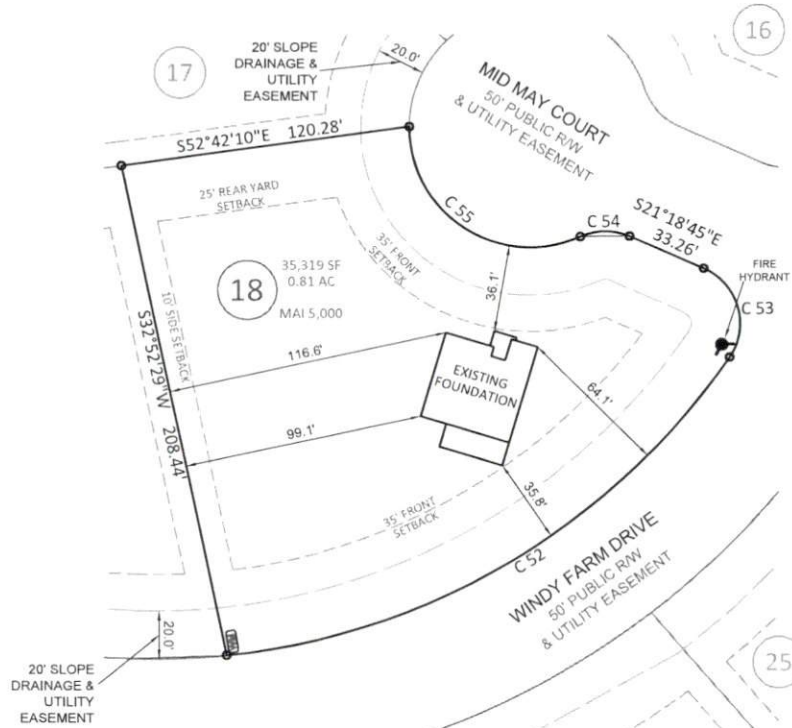 16
17
20' SLOPE
DRAINAGE &
UTILITY
EASEMENT
20.0'
MID MAY COURT
50' PUBLIC R/W
& UTILITY EASEMENT
S52°42'10"E 120.28'
25' REAR YARD
SETBACK
C 55
C 54
S21°18'45"E
33.26'
FIRE
HYDRANT
C 53
35' FRONT
SETBACK
36.1'
18
35,319 SF
0.81 AC
MAI 5,000
10' SIDE SETBACK
S32°52'29"W 208.44'
116.6'
EXISTING
FOUNDATION
64.1'
99.1'
35.8'
35' FRONT
SETBACK
C 52
WINDY FARM DRIVE
50' PUBLIC R/W
& UTILITY EASEMENT
20.0'
20' SLOPE
DRAINAGE &
UTILITY
EASEMENT
25